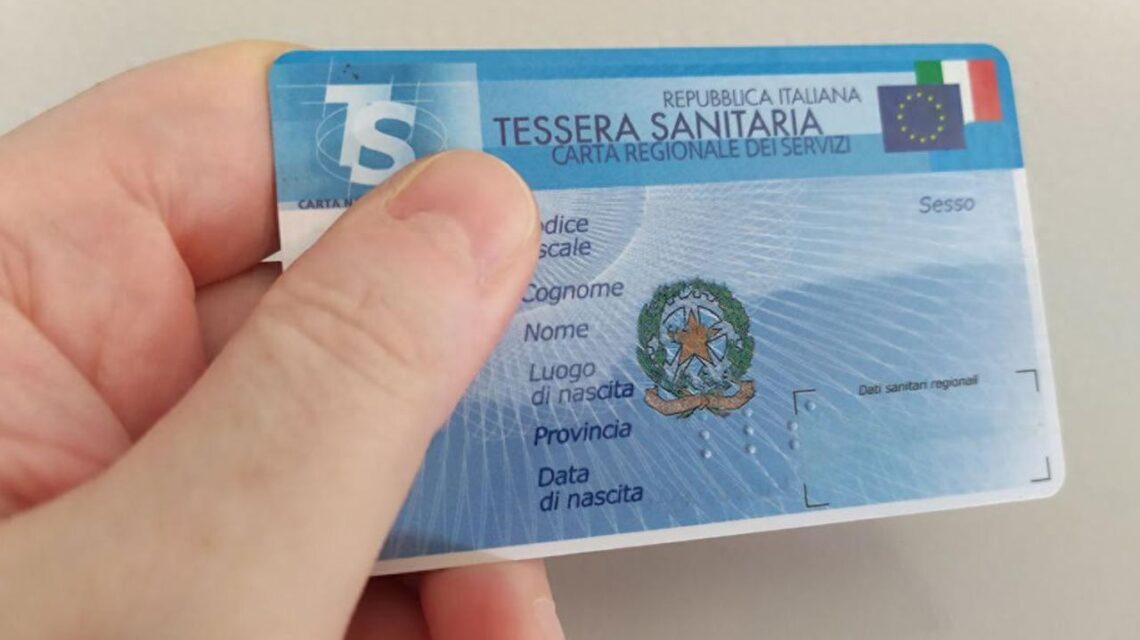 TS
REPUBBLICA ITALIANA
TESSERA SANITARIA
CARTA REGIONALE DEI SERVIZI
CARTA
Sesso
Cognome
Nome
Luogo
di nascita
Provincia
Data
di nascita
Dati sanitari regionali